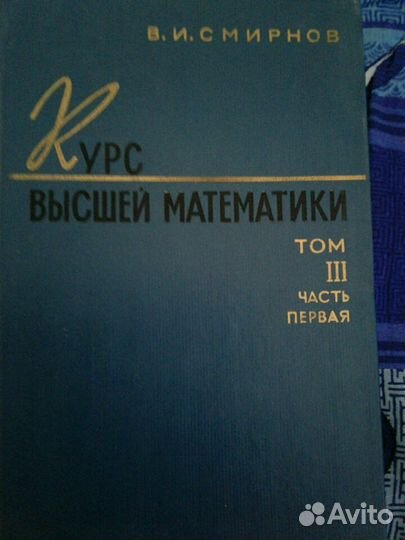 В. И. СМИРНОВ
Курс
ВЫСШЕЙ МАТЕМАТИКИ
ТОМ
III
ЧАСТЬ
ПЕРВАЯ
Avito